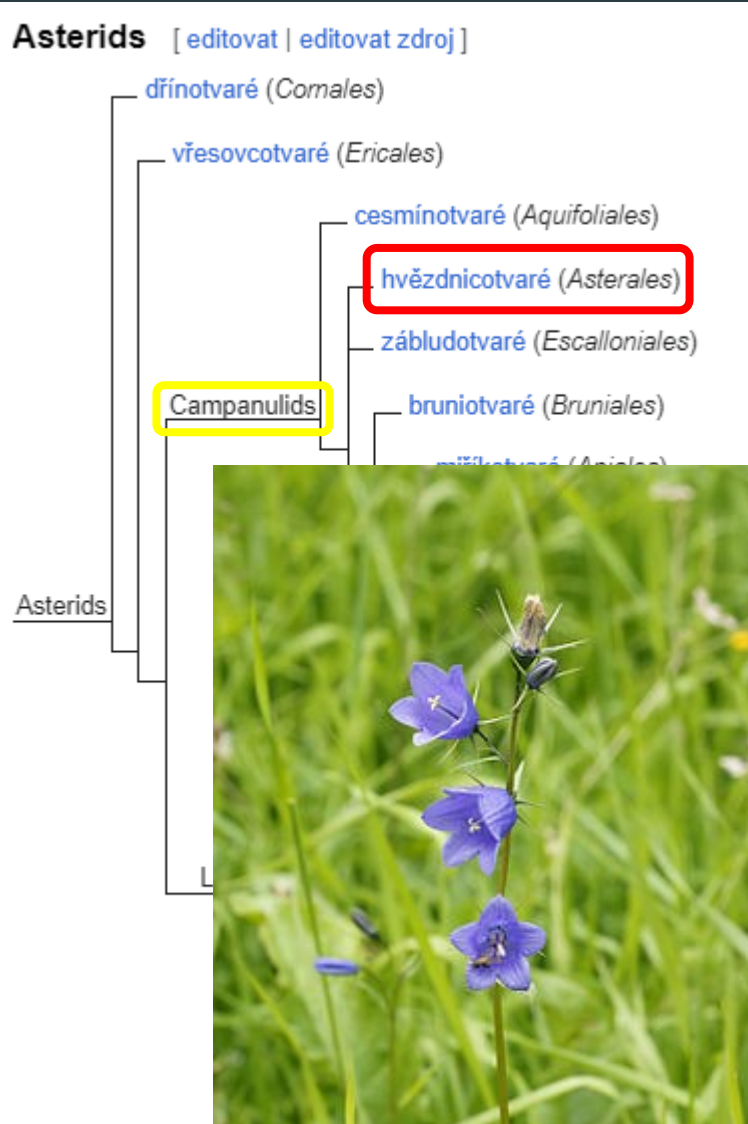 Asterids [ editovat | editovat zdroj ]
dřínotvaré (Cornales)
vřesovcotvaré (Ericales)
cesmínotvaré (Aquifoliales)
hvězdnicotvaré (Asterales)
zábludotvaré (Escalloniales)
Campanulids
bruniotvaré (Bruniales)
Asterids